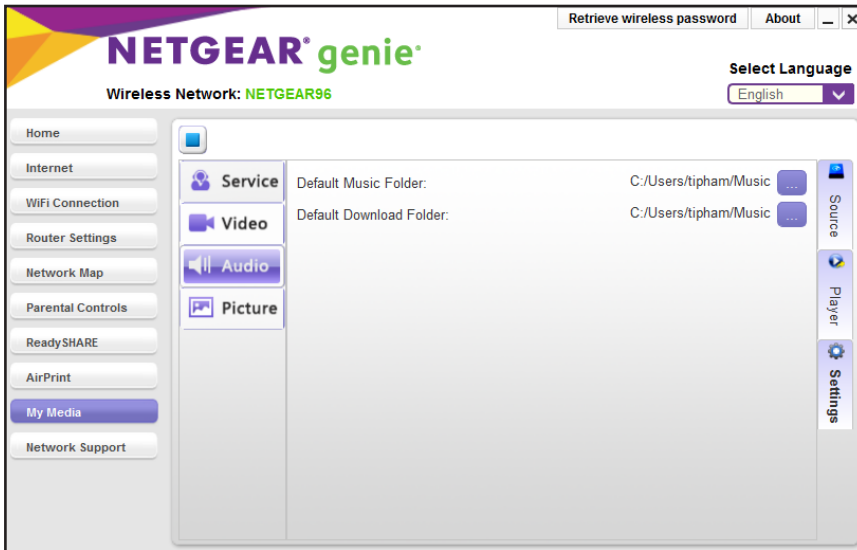 Retrieve wireless password About
NETGEAR® genie®
Select Language
Wireless Network: NETGEAR96
English
Home
Internet
WiFi Connection
Router Settings
Network Map
Parental Controls
ReadySHARE
AirPrint
My Media
Network Support
Service
Video
Audio
Picture
Default Music Folder: C:/Users/tipham/Music ...
Default Download Folder: C:/Users/tipham/Music ...
Source
Player
Settings